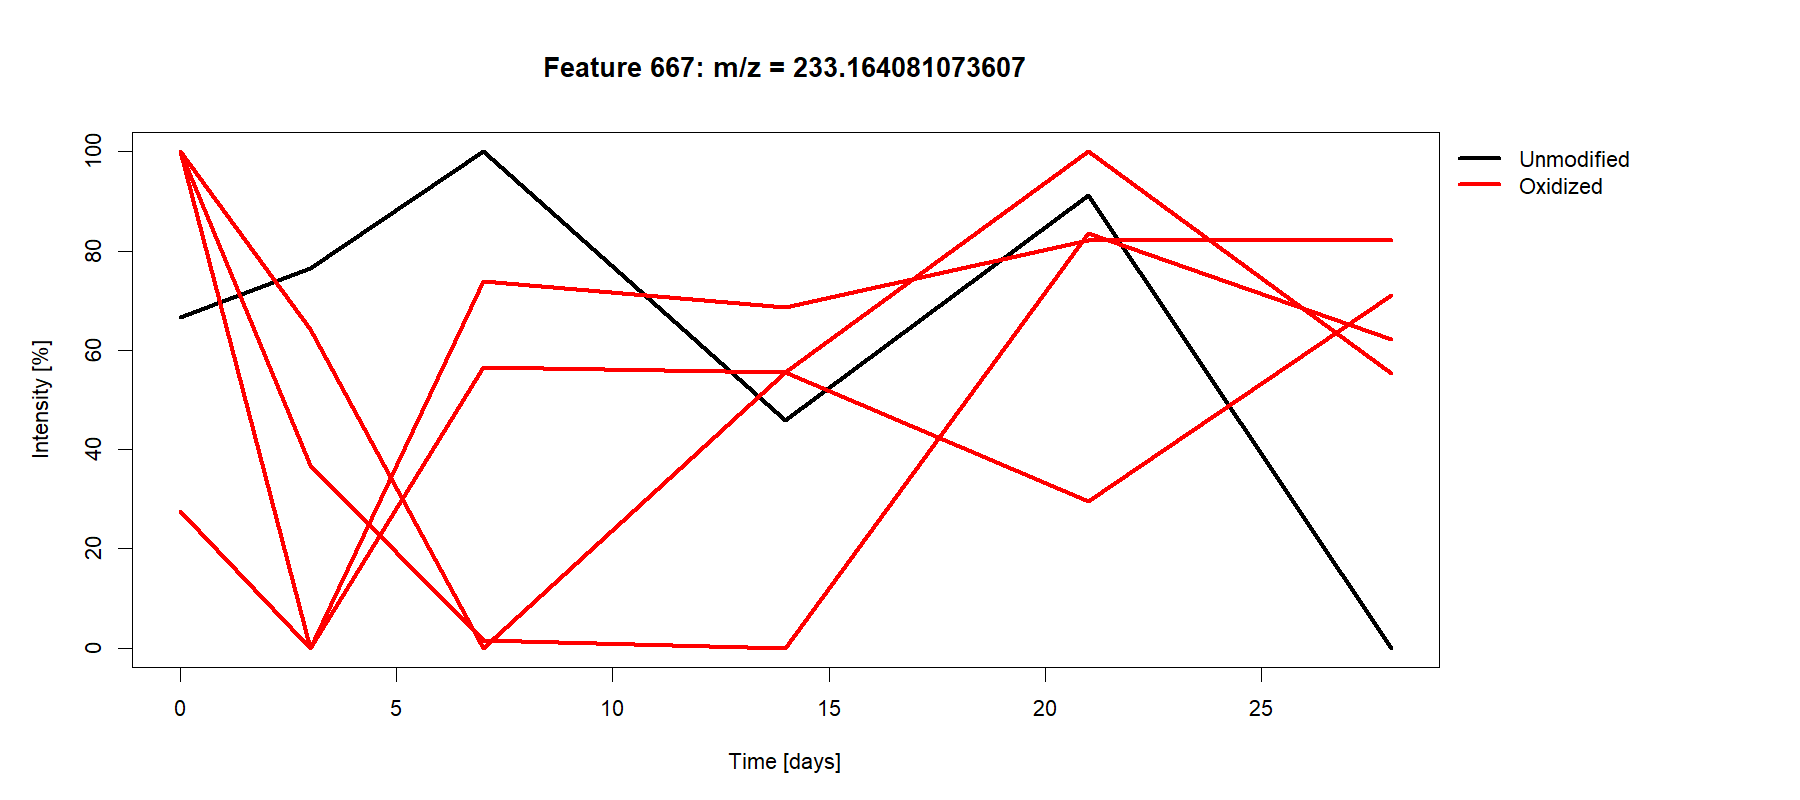 Feature 667: m/z = 233.164081073607
Unmodified
Oxidized
Intensity [%]
100
80
60
40
20
0
0 5 10 15 20 25
Time [days]